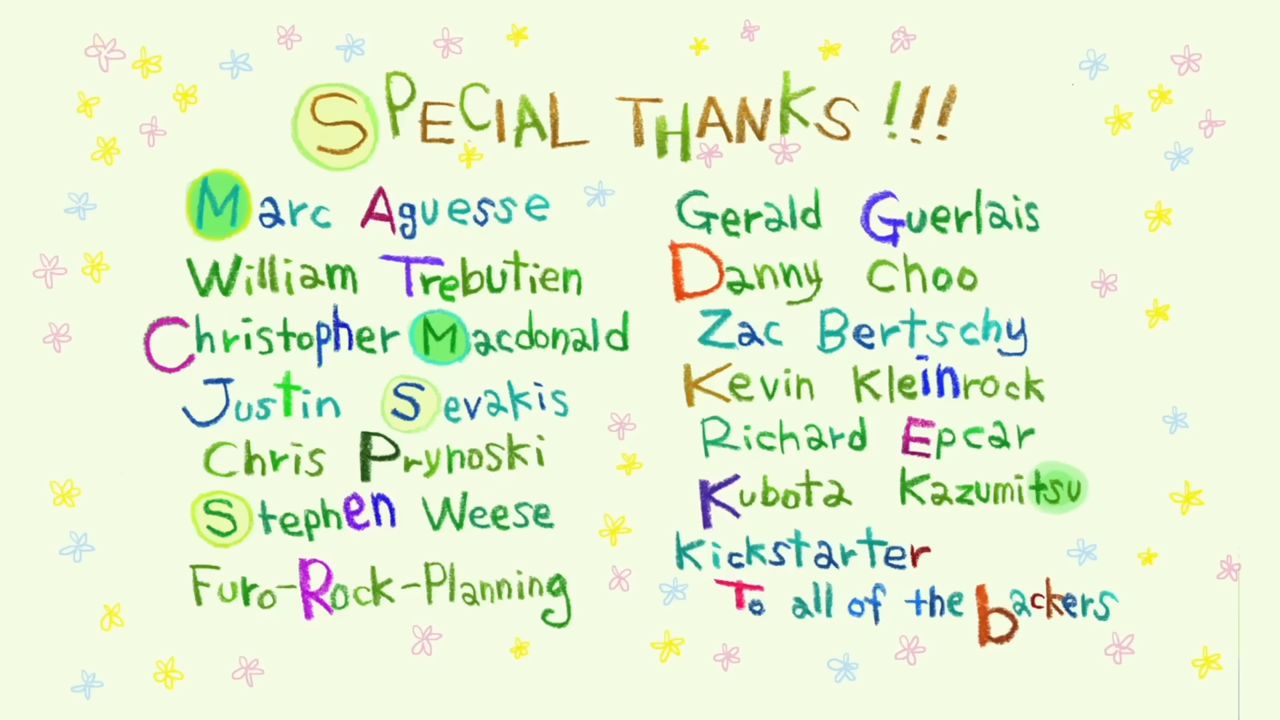 SPECIAL THANKS!!!
Marc Aguesse
William Trebutien
Christopher Macdonald
Justin Sevakis
Chris Prynoski
Stephen Weese
Furo-Rock-Planning
Gerald Guerlais
Danny Choo
Zac Bertschy
Kevin Kleinrock
Richard Epcar
Kubota Kazumitsu
Kickstarter
To all of the backers